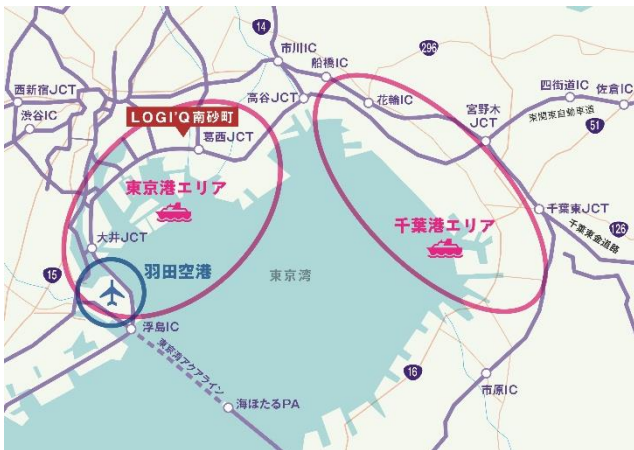 14
市川IC
船橋IC
296
西新宿JCT
高谷JCT
花輪IC
四街道IC
佐倉IC
渋谷IC
LOGI'Q南砂町
宮野木
JCT
東関東自動車道
51
葛西JCT
東京港エリア
千葉東JCT
千葉港エリア
126
千葉東金道路
大井JCT
15
羽田空港
東京湾
浮島IC
東京湾アクアライン
16
市原IC
海ほたるPA